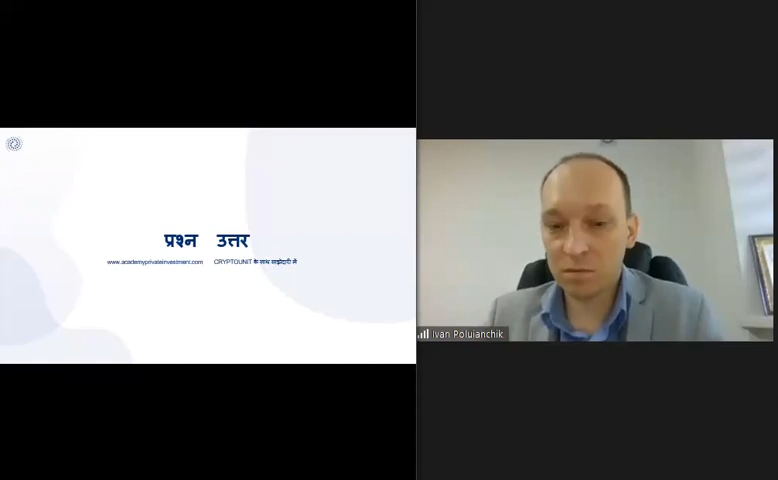 प्रश्न उत्तर
www.academyprivateinvestment.com CRYPTOUNIT के साथ साझेदारी में
Ivan Poluianchik